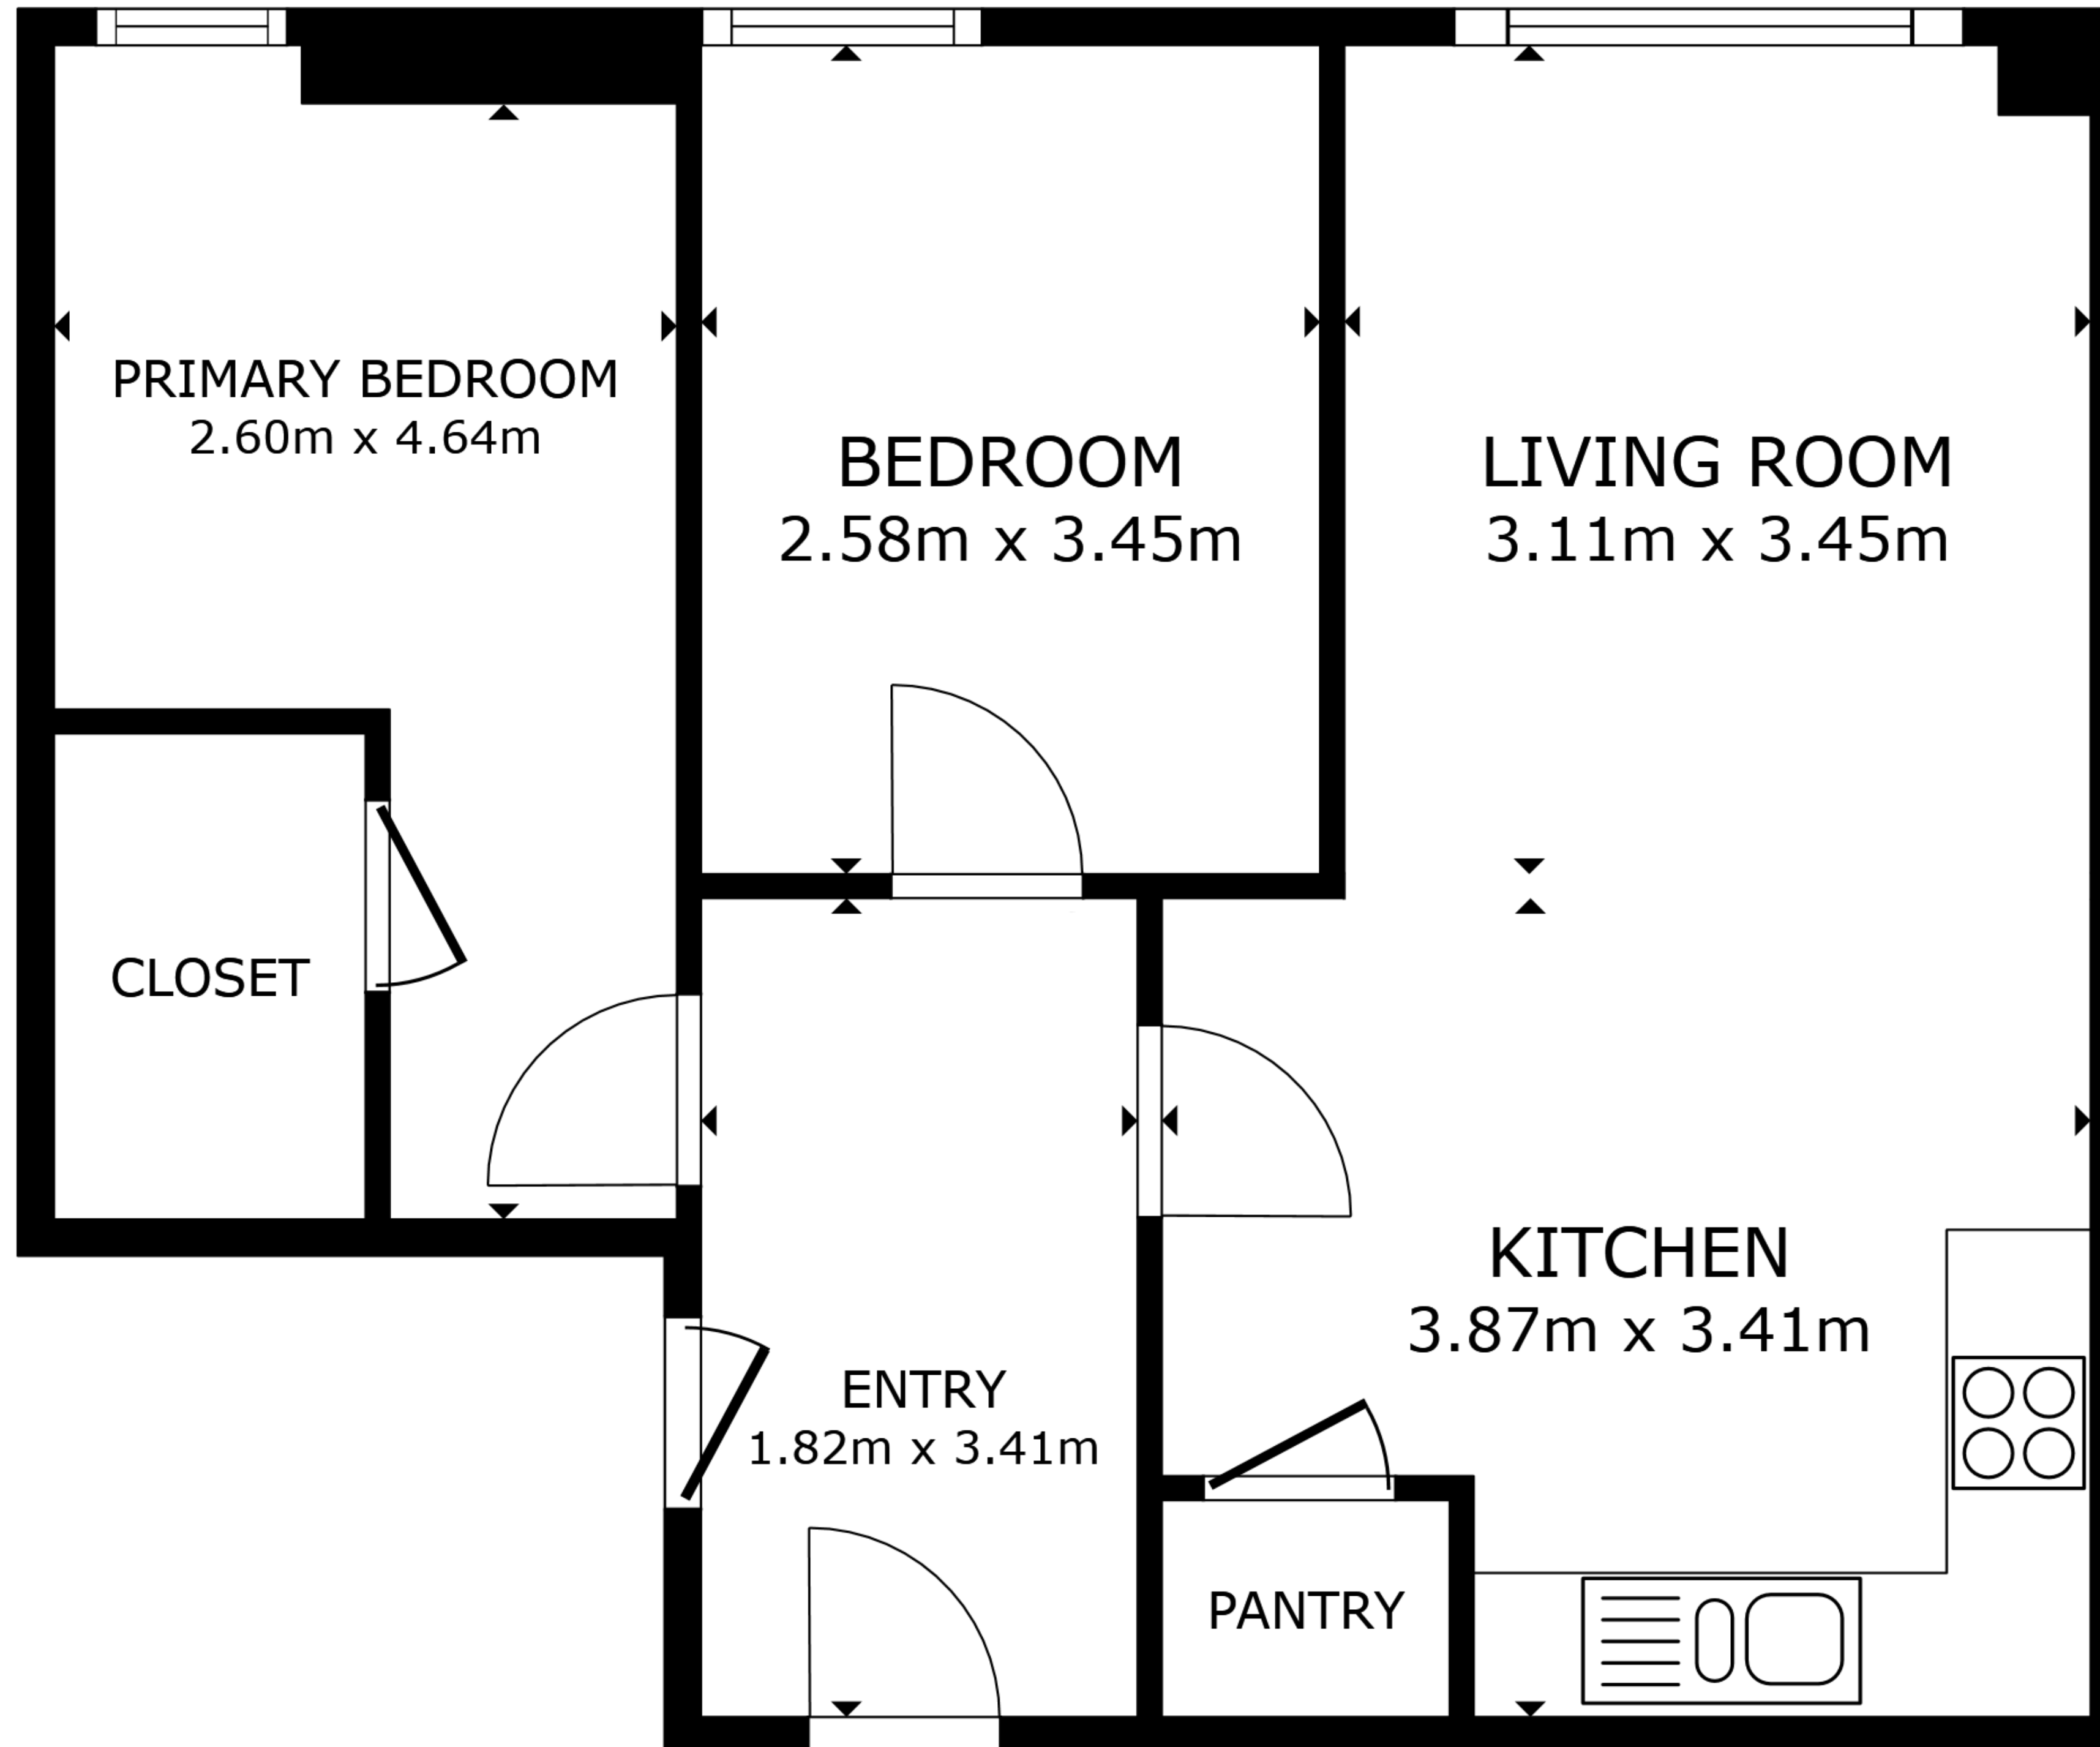 PRIMARY BEDROOM
2.60m x 4.64m
BEDROOM
2.58m x 3.45m
LIVING ROOM
3.11m x 3.45m
CLOSET
KITCHEN
3.87m x 3.41m
ENTRY
1.82m x 3.41m
PANTRY